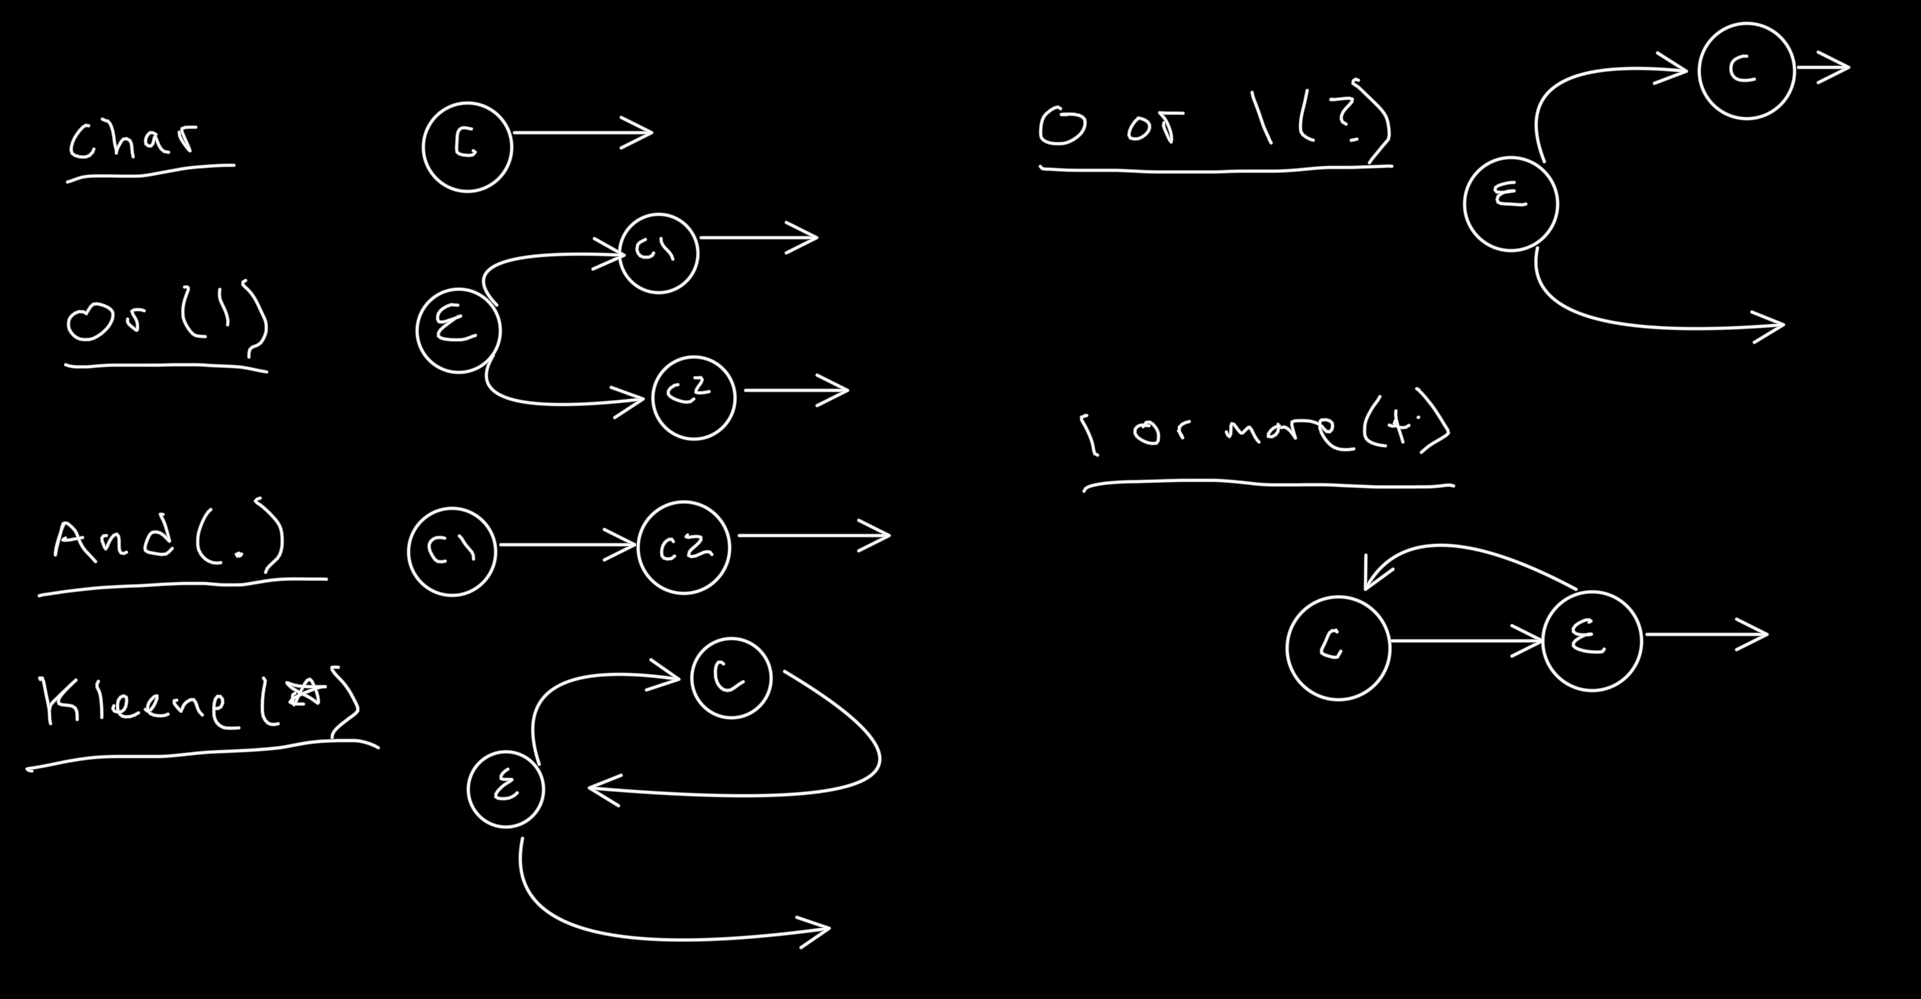 Char
C
Or (|)
ε
C1
C2
And (.)
C1
C2
Kleene (*)
C
ε
0 or 1 (?)
C
ε
1 or more (+)
C
ε